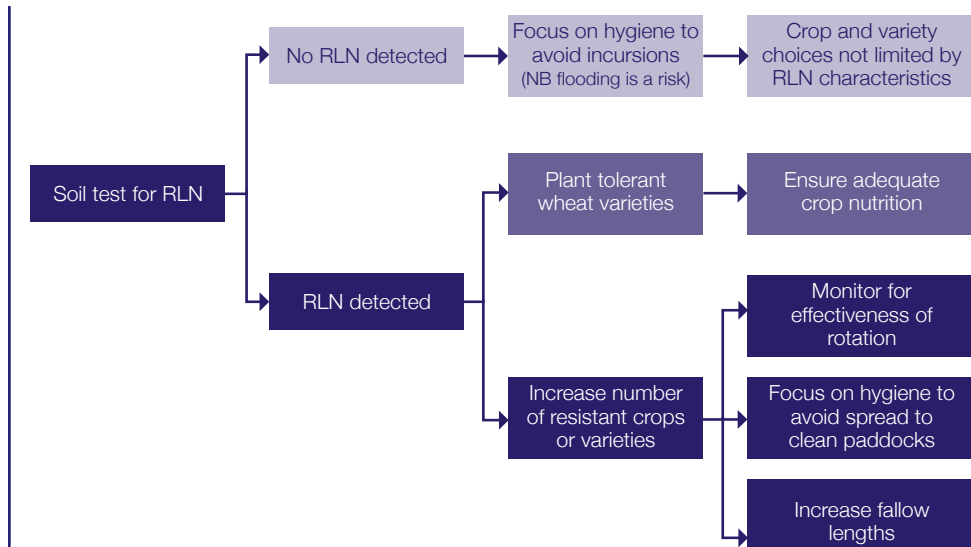 No RLN detected
Focus on hygiene to
avoid incursions
(NB flooding is a risk)
Crop and variety
choices not limited by
RLN characteristics
Soil test for RLN
Plant tolerant
wheat varieties
Ensure adequate
crop nutrition
RLN detected
Monitor for
effectiveness of
rotation
Increase number
of resistant crops
or varieties
Focus on hygiene to
avoid spread to
clean paddocks
Increase fallow
lengths